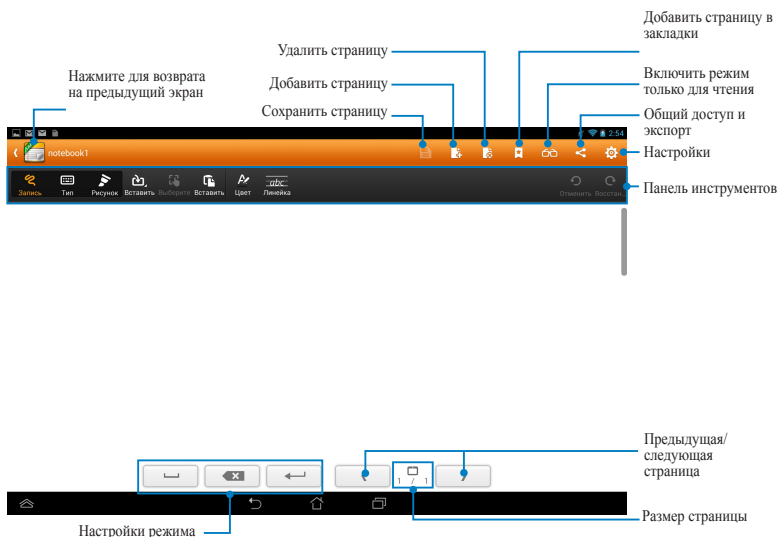 Добавить страницу в
закладки
Удалить страницу
Нажмите для возврата
на предыдущий экран
Добавить страницу
Включить режим
только для чтения
Сохранить страницу
Общий доступ и
экспорт
2:54
notebook1
Настройки
Запись Тип Рисунок Вставить Выберите Вставить Цвет abc Линейка Отменить Восстан..
Панель инструментов
Предыдущая/
следующая
страница
1 / 1
Размер страницы
Настройки режима